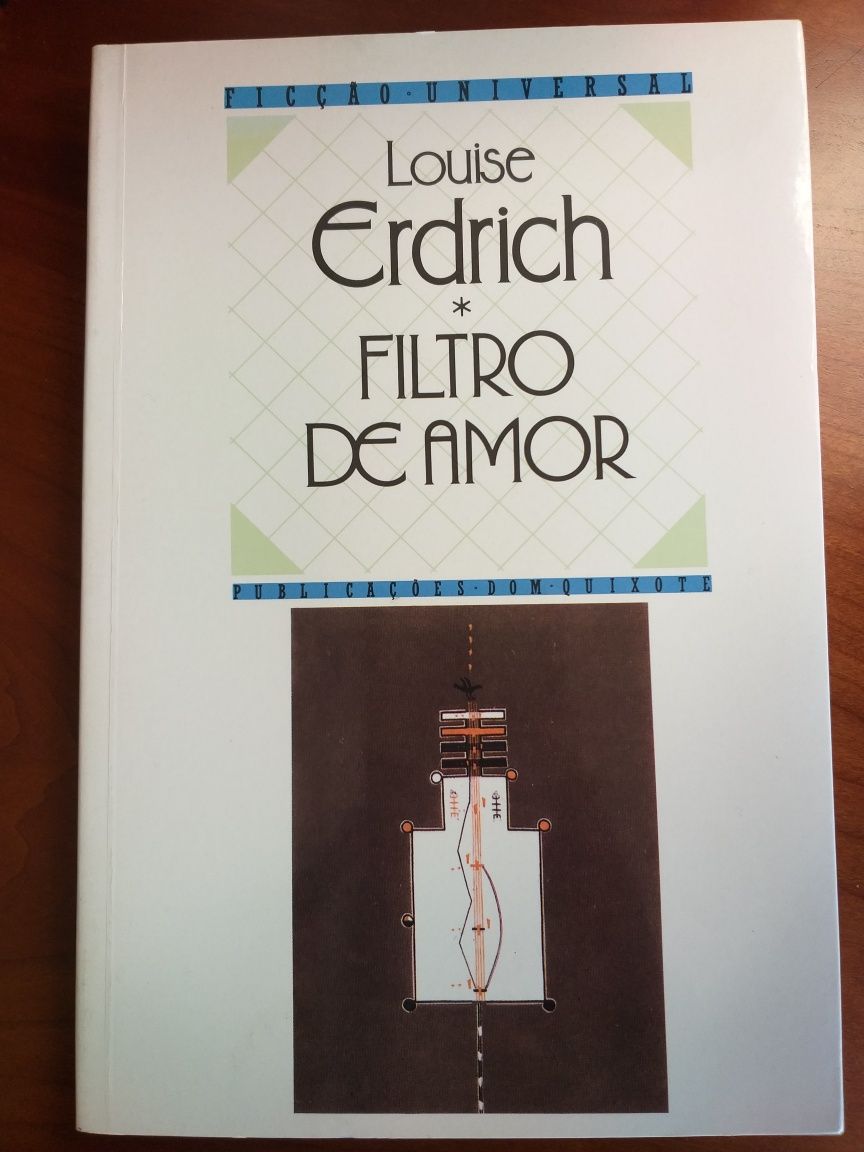 FICÇÃO · UNIVERSAL
Louise
Erdrich
*
FILTRO
DE AMOR
PUBLICAÇÕES · DOM · QUIXOTE